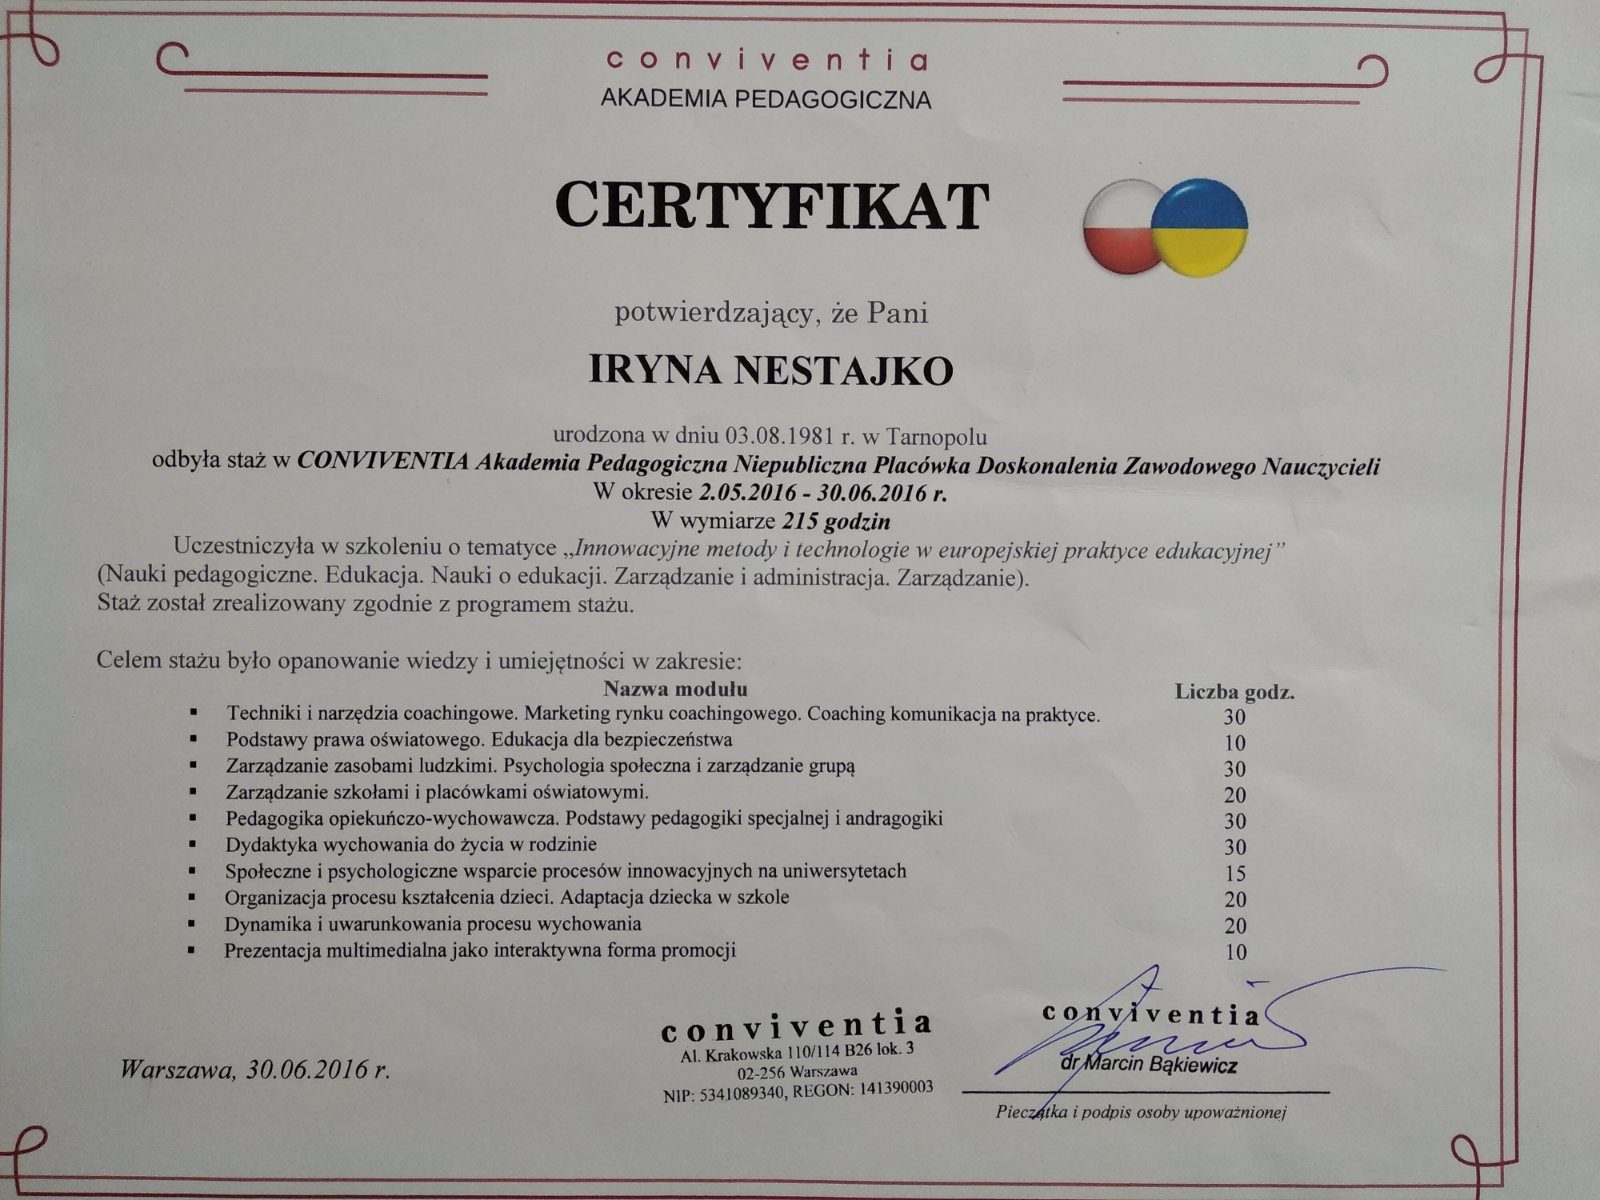 conviventia
AKADEMIA PEDAGOGICZNA
CERTYFIKAT
potwierdzający, że Pani
IRYNA NESTAJKO
urodzona w dniu 03.08.1981 r. w Tarnopolu
odbyła staż w CONVIVENTIA Akademia Pedagogiczna Niepubliczna Placówka Doskonalenia Zawodowego Nauczycieli
W okresie 2.05.2016 - 30.06.2016 r.
W wymiarze 215 godzin
Uczestniczyła w szkoleniu o tematyce „Innowacyjne metody i technologie w europejskiej praktyce edukacyjnej”
(Nauki pedagogiczne. Edukacja. Nauki o edukacji. Zarządzanie i administracja. Zarządzanie).
Staż został zrealizowany zgodnie z programem stażu.
Celem stażu było opanowanie wiedzy i umiejętności w zakresie:
Nazwa modułu Liczba godz.
▪ Techniki i narzędzia coachingowe. Marketing rynku coachingowego. Coaching komunikacja na praktyce. 30
▪ Podstawy prawa oświatowego. Edukacja dla bezpieczeństwa 10
▪ Zarządzanie zasobami ludzkimi. Psychologia społeczna i zarządzanie grupą 30
▪ Zarządzanie szkołami i placówkami oświatowymi. 20
▪ Pedagogika opiekuńczo-wychowawcza. Podstawy pedagogiki specjalnej i andragogiki 30
▪ Dydaktyka wychowania do życia w rodzinie 30
▪ Społeczne i psychologiczne wsparcie procesów innowacyjnych na uniwersytetach 15
▪ Organizacja procesu kształcenia dzieci. Adaptacja dziecka w szkole 20
▪ Dynamika i uwarunkowania procesu wychowania 20
▪ Prezentacja multimedialna jako interaktywna forma promocji 10
Warszawa, 30.06.2016 r.
conviventia
Al. Krakowska 110/114 B26 lok. 3
02-256 Warszawa
NIP: 5341089340, REGON: 141390003
conviventia
dr Marcin Bąkiewicz
Pieczątka i podpis osoby upoważnionej